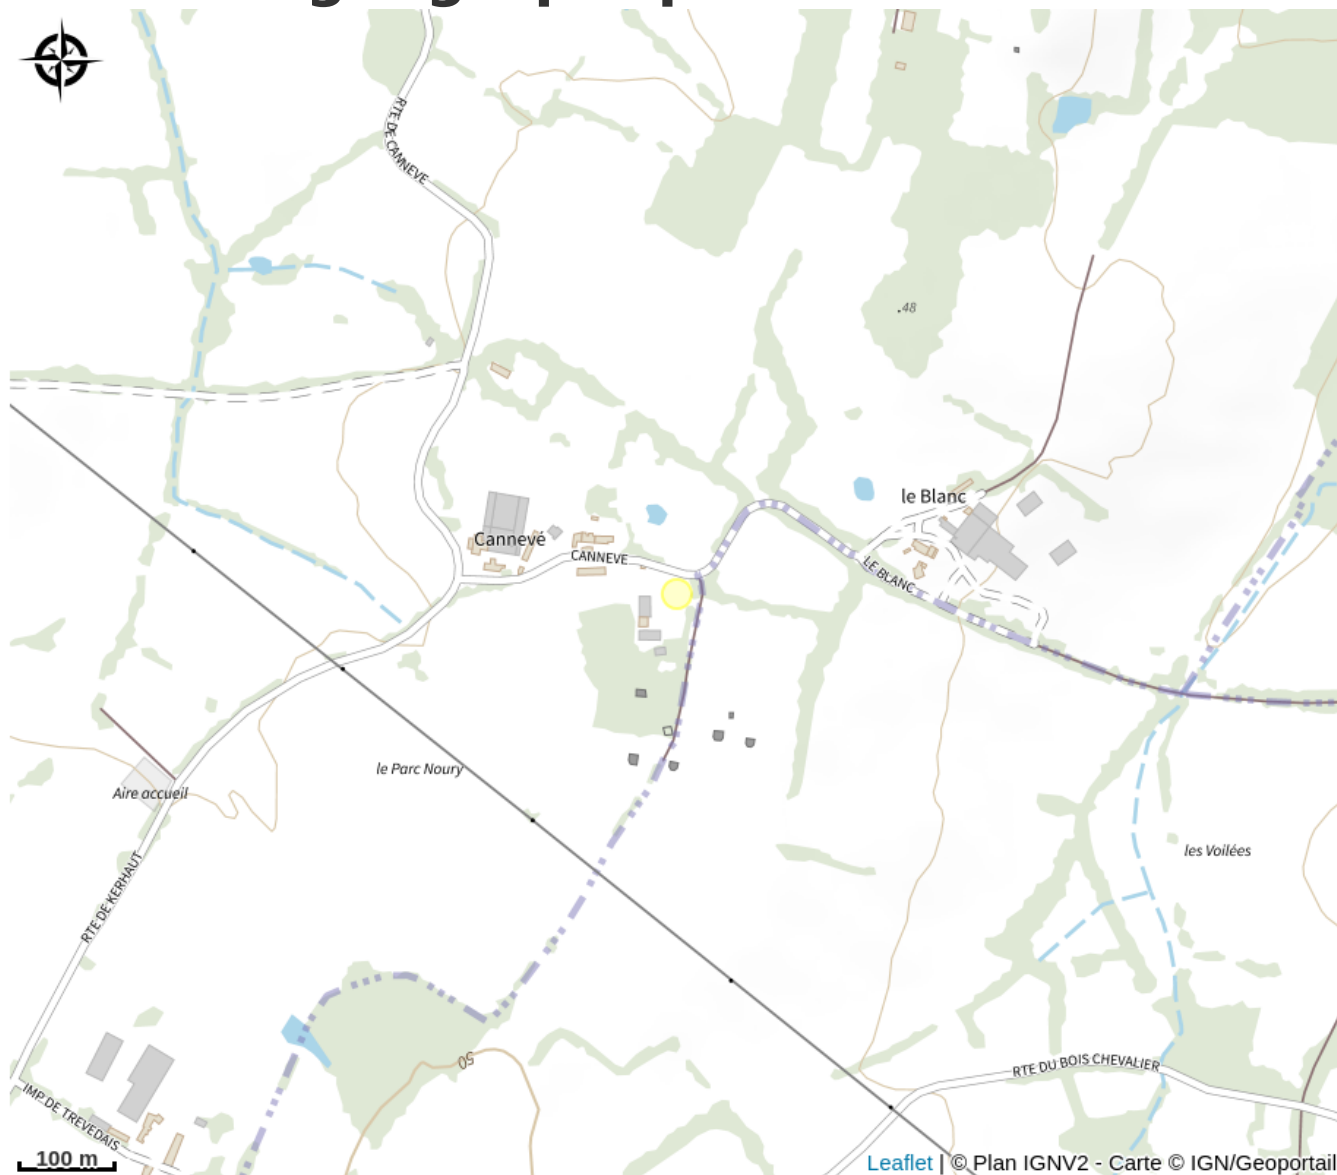 RTE DE CANNEVE
.48
le Blanc
Cannevé
CANNEVE
LE BLANC
le Parc Noury
Aire accueil
les Voilées
RTE DE KERHAUT
50
RTE DU BOIS CHEVALIER
IMP DE TREVEDAIS
100 m
Leaflet | © Plan IGNV2 - Carte © IGN/Geoportail